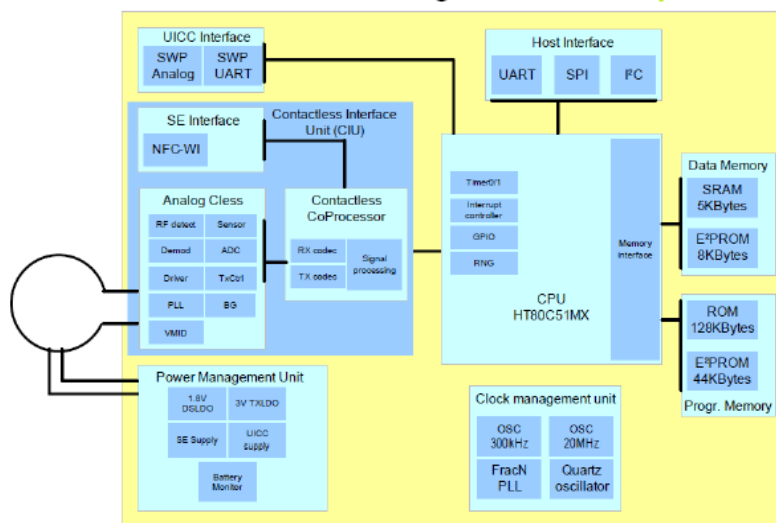 UICC Interface
SWP
Analog
SWP
UART
Host Interface
UART
SPI
I²C
Contactless Interface
Unit (CIU)
SE Interface
NFC-WI
Analog Cless
RF detect
Sensor
Demod
ADC
Driver
TxCtrl
PLL
BG
VMID
Contactless
CoProcessor
RX codec
TX codec
Signal
processing
Timer0/1
Interrupt
controller
GPIO
RNG
CPU
HT80C51MX
Memory
interface
Data Memory
SRAM
5KBytes
E²PROM
8KBytes
ROM
128KBytes
E²PROM
44KBytes
Progr. Memory
Power Management Unit
1.8V
DSLDO
3V TXLDO
SE Supply
UICC
supply
Battery
Monitor
Clock management unit
OSC
300kHz
OSC
20MHz
FracN
PLL
Quartz
oscillator